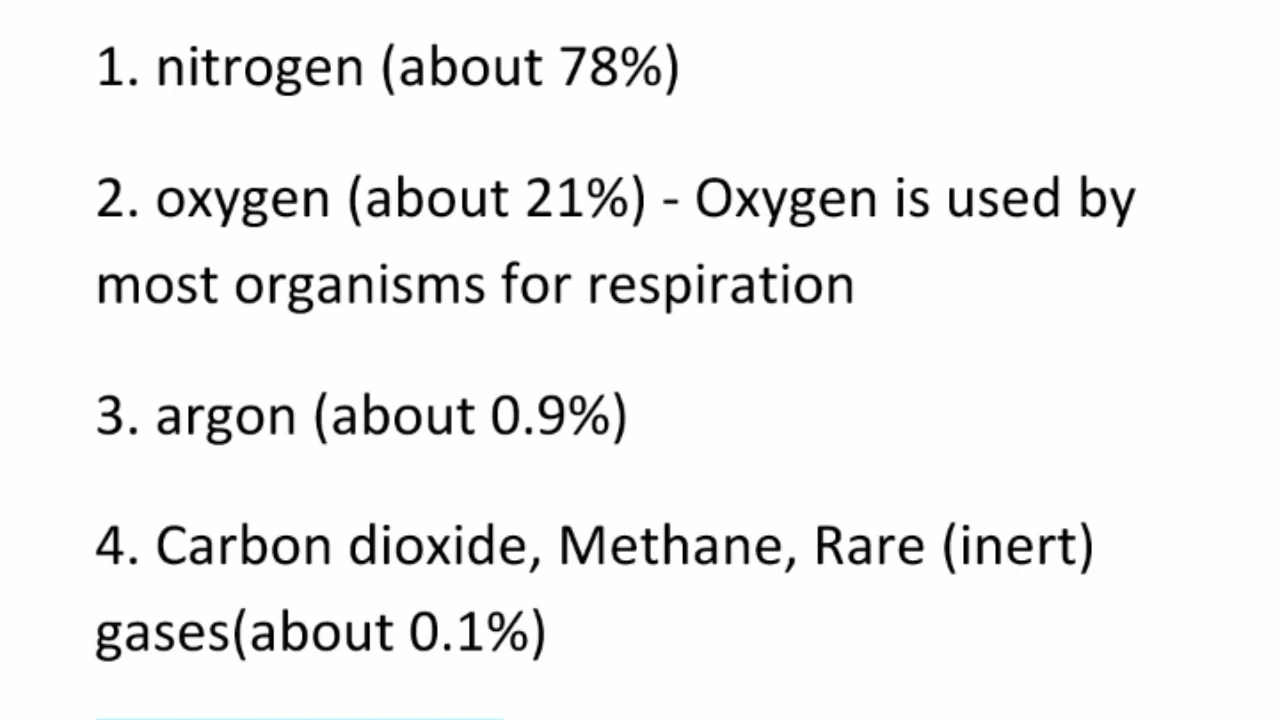 1. nitrogen (about 78%)
2. oxygen (about 21%) - Oxygen is used by
most organisms for respiration
3. argon (about 0.9%)
4. Carbon dioxide, Methane, Rare (inert)
gases(about 0.1%)